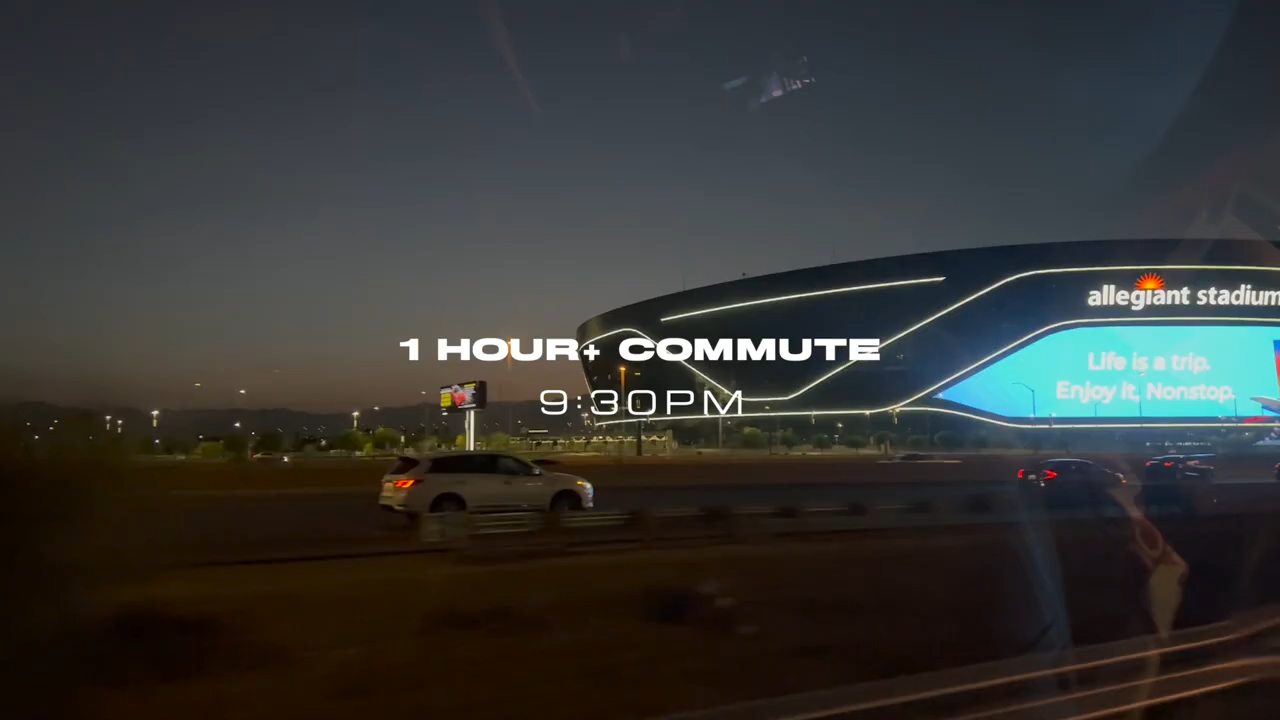 allegiant stadium
1 HOUR+ COMMUTE
Life is a trip.
Enjoy it, Nonstop.
9:30PM